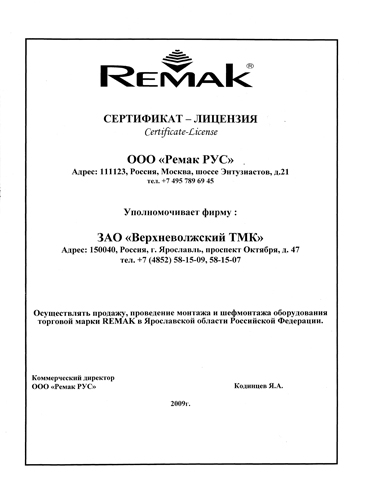 REMAK ®
СЕРТИФИКАТ – ЛИЦЕНЗИЯ
Certificate-License
ООО «Ремак РУС»
Адрес: 111123, Россия, Москва, шоссе Энтузиастов, д.21
тел. +7 495 789 69 45
Уполномочивает фирму :
ЗАО «Верхневолжский ТМК»
Адрес: 150040, Россия, г. Ярославль, проспект Октября, д. 47
тел. +7 (4852) 58-15-09, 58-15-07
Осуществлять продажу, проведение монтажа и шефмонтажа оборудования
торговой марки REMAK в Ярославской области Российской Федерации.
Коммерческий директор
ООО «Ремак РУС»
Кодинцев Я.А.
2009г.